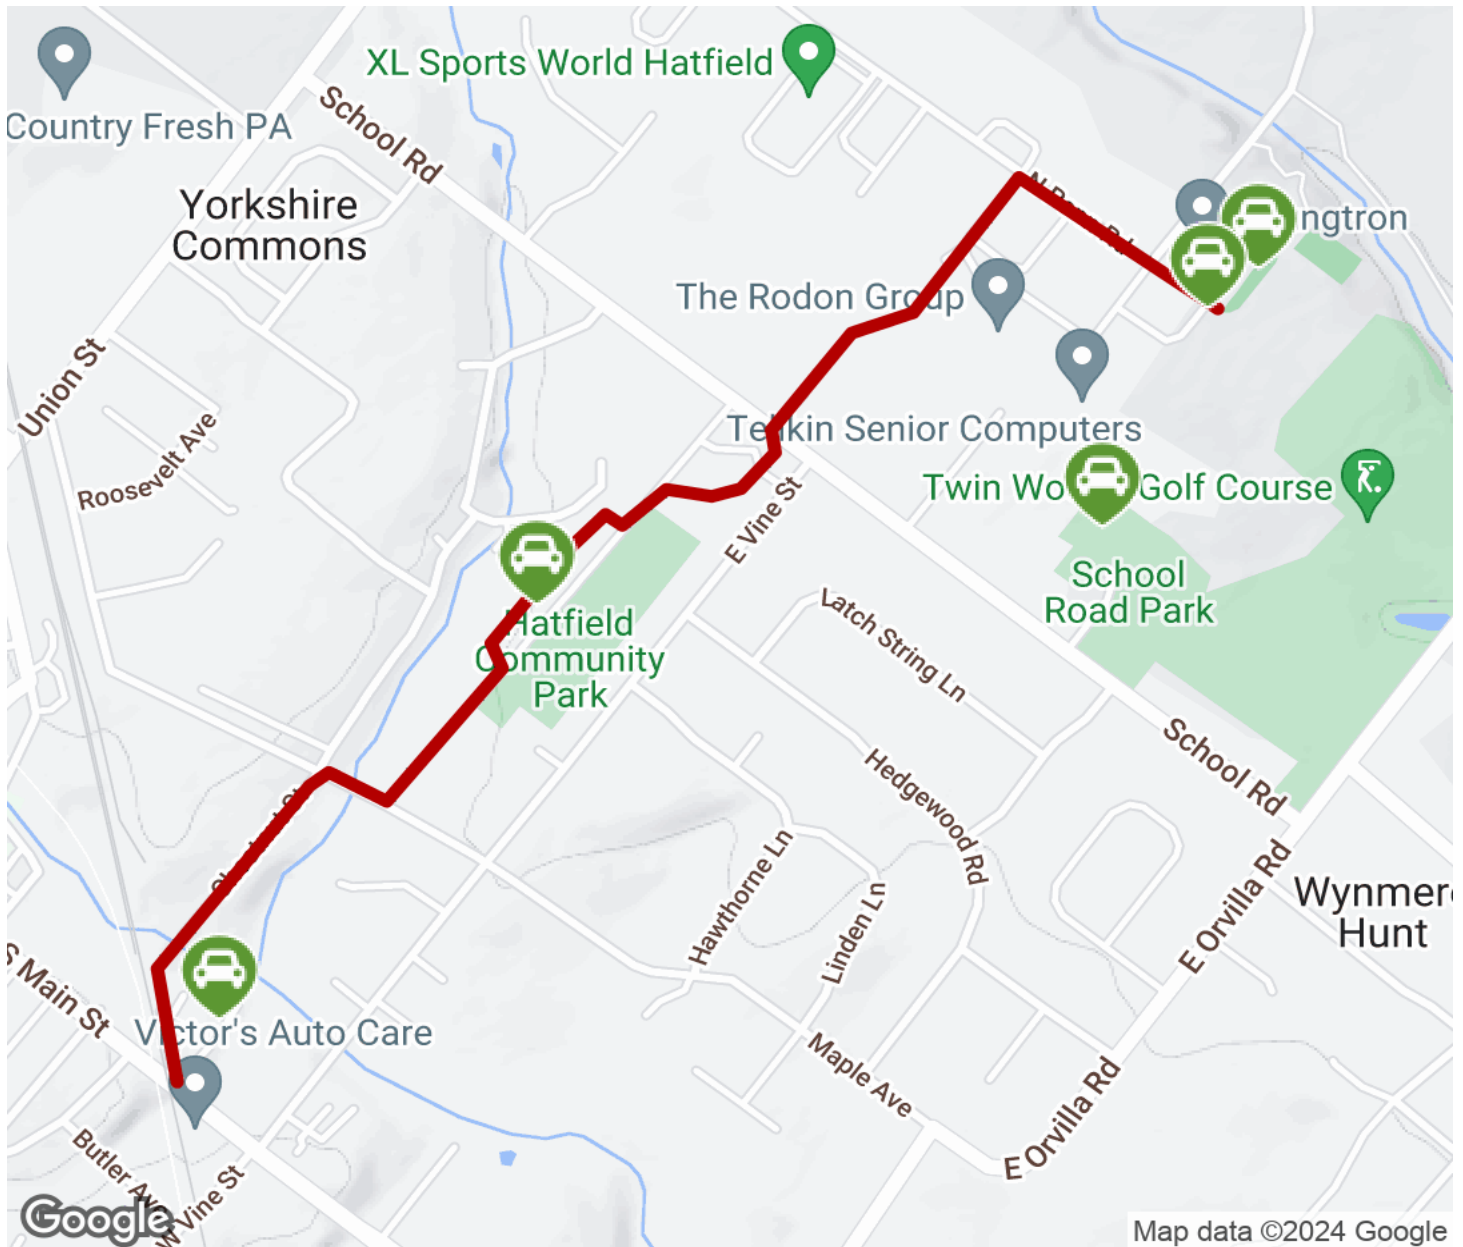 XL Sports World Hatfield
Country Fresh PA
School Rd
Yorkshire
Commons
ngtron
The Rodon Group
Union St
Senior Computers
Roosevelt Ave
Golf Course
Twin
E Vine St
School
Road Park
Latch String Ln
Hatfield
Community
Park
School Rd
Hedgewood Rd
Hawthorne Ln
Linden Ln
E Orvilla Rd
Wynmere
Hunt
S Main St
Victor's Auto Care
Maple Ave
E Orvilla Rd
Butler Ave
W Vine St
Google
Map data ©2024 Google